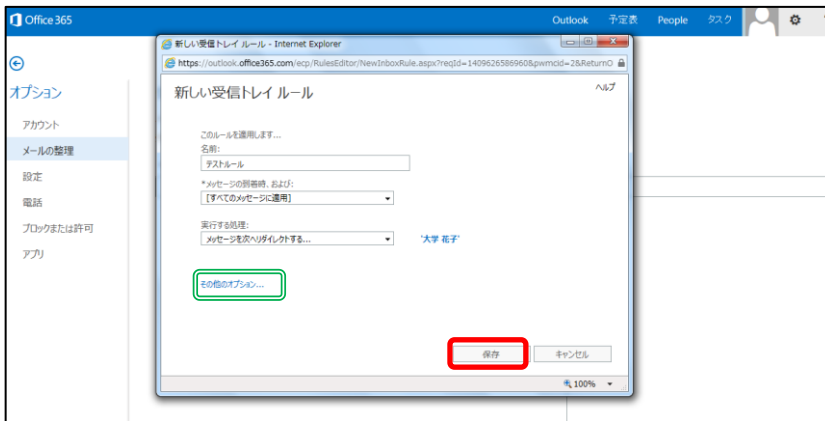 Office 365
Outlook 予定表 People タスク
新しい受信トレイ ルール - Internet Explorer
https://outlook.office365.com/ecp/RulesEditor/NewInboxRule.aspx?reqId=1409626586960&pwmcid=2&ReturnO
オプション
アカウント
メールの整理
設定
電話
ブロックまたは許可
アプリ
新しい受信トレイ ルール
ヘルプ
このルールを適用します...
名前:
テストルール
*メッセージの到着時、および:
[すべてのメッセージに適用]
実行する処理:
メッセージを次へリダイレクトする...
'大学 花子'
その他のオプション...
保存
キャンセル
100%